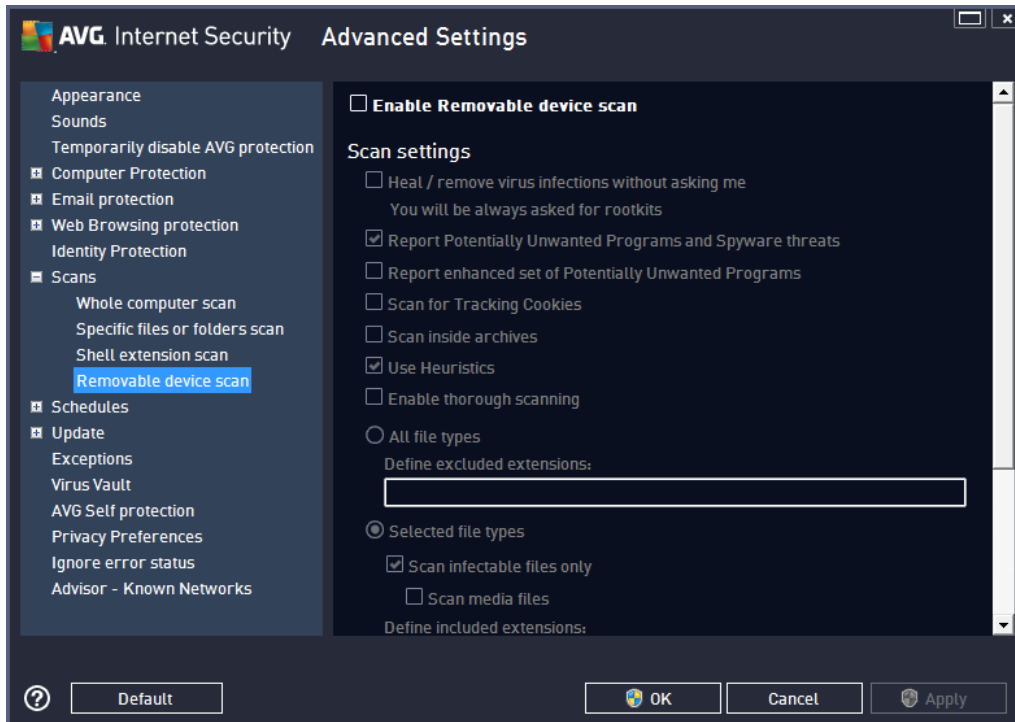 AVG. Internet Security Advanced Settings
Appearance
Sounds
Temporarily disable AVG protection
Computer Protection
Email protection
Web Browsing protection
Identity Protection
Scans
Whole computer scan
Specific files or folders scan
Shell extension scan
Removable device scan
Schedules
Update
Exceptions
Virus Vault
AVG Self protection
Privacy Preferences
Ignore error status
Advisor - Known Networks
Enable Removable device scan
Scan settings
Heal / remove virus infections without asking me
You will be always asked for rootkits
Report Potentially Unwanted Programs and Spyware threats
Report enhanced set of Potentially Unwanted Programs
Scan for Tracking Cookies
Scan inside archives
Use Heuristics
Enable thorough scanning
All file types
Define excluded extensions:
Selected file types
Scan infectable files only
Scan media files
Define included extensions:
? Default OK Cancel Apply